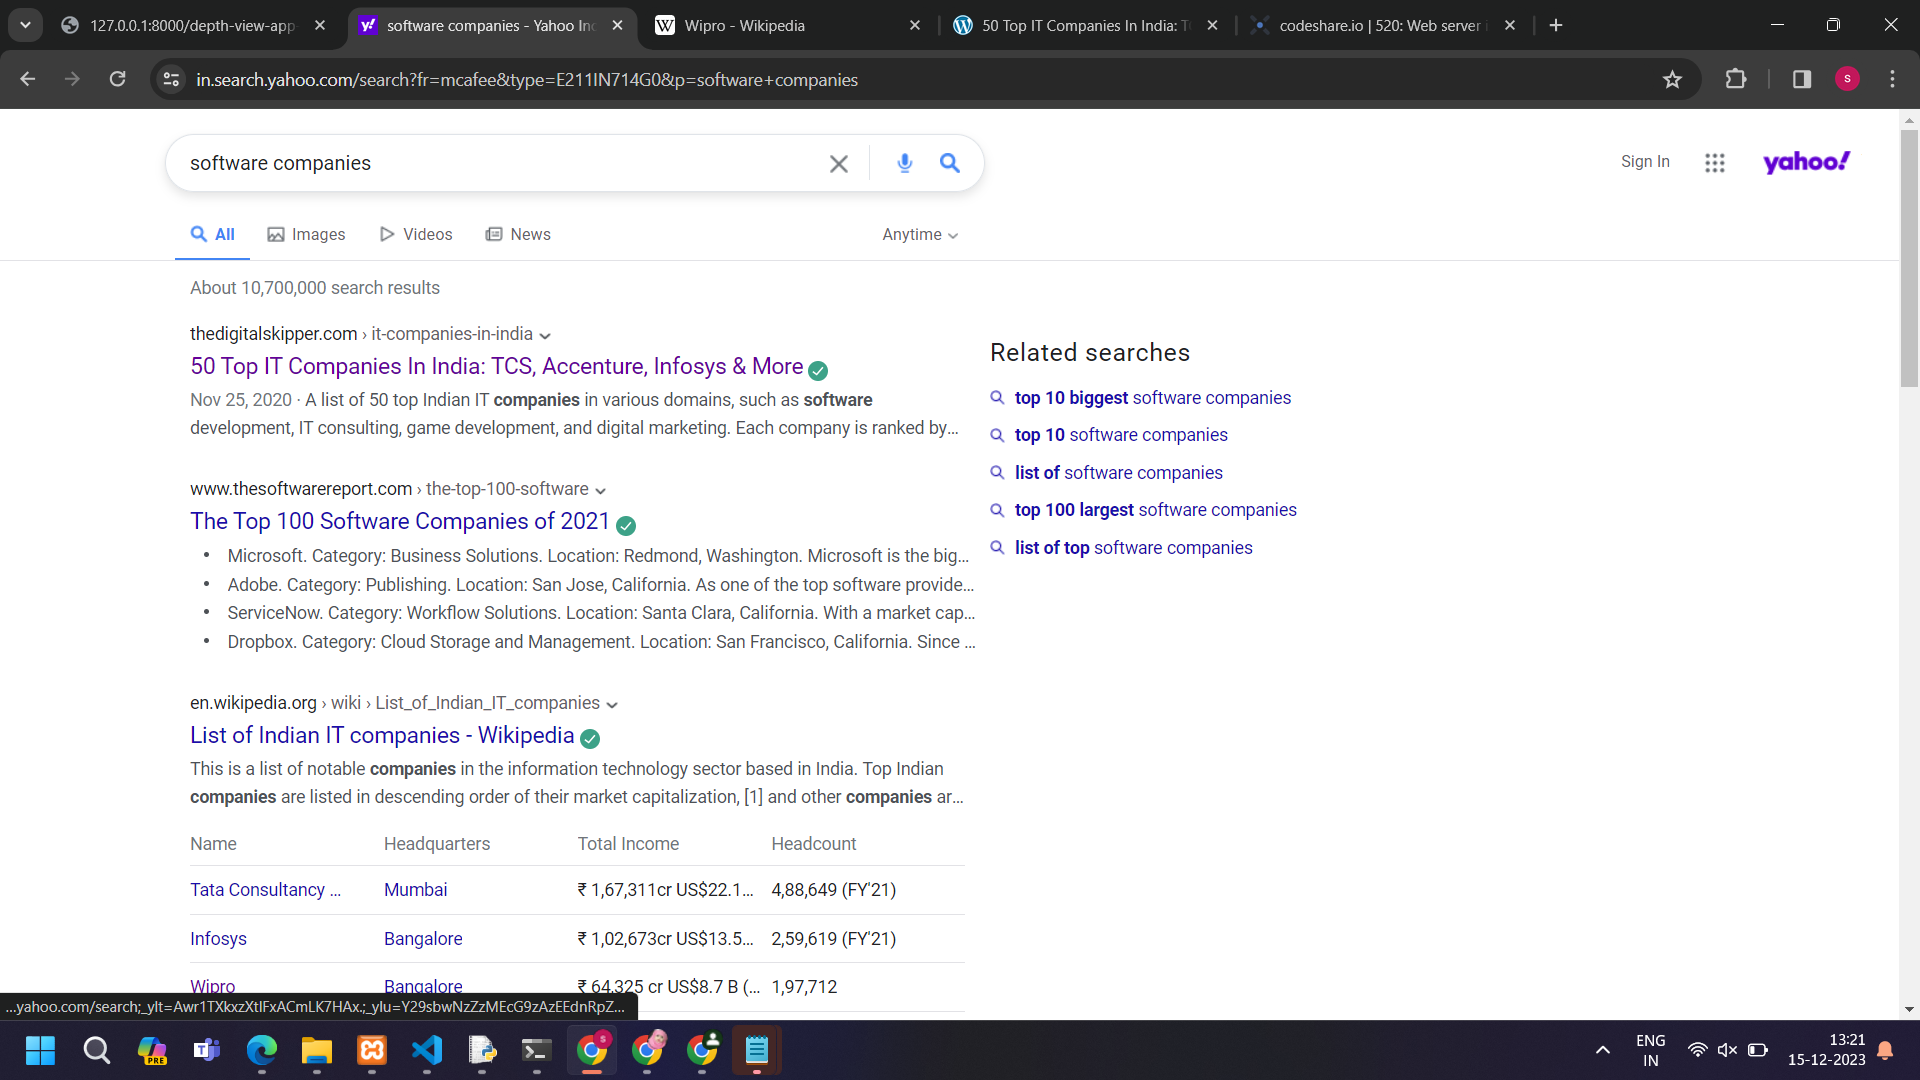 127.0.0.1:8000/depth-view-app
software companies - Yahoo Inc
Wipro - Wikipedia
50 Top IT Companies In India: T
codeshare.io | 520: Web server i
in.search.yahoo.com/search?fr=mcafee&type=E211IN714G0&p=software+companies
s
software companies
Sign In
yahoo!
All
Images
Videos
News
Anytime
About 10,700,000 search results
thedigitalskipper.com › it-companies-in-india
50 Top IT Companies In India: TCS, Accenture, Infosys & More
Nov 25, 2020 · A list of 50 top Indian IT companies in various domains, such as software
development, IT consulting, game development, and digital marketing. Each company is ranked by…
www.thesoftwarereport.com › the-top-100-software
The Top 100 Software Companies of 2021
• Microsoft. Category: Business Solutions. Location: Redmond, Washington. Microsoft is the big…
• Adobe. Category: Publishing. Location: San Jose, California. As one of the top software provide…
• ServiceNow. Category: Workflow Solutions. Location: Santa Clara, California. With a market cap…
• Dropbox. Category: Cloud Storage and Management. Location: San Francisco, California. Since …
en.wikipedia.org › wiki › List_of_Indian_IT_companies
List of Indian IT companies - Wikipedia
This is a list of notable companies in the information technology sector based in India. Top Indian
companies are listed in descending order of their market capitalization, [1] and other companies ar…
Name Headquarters Total Income Headcount
Tata Consultancy … Mumbai ₹ 1,67,311cr US$22.1… 4,88,649 (FY'21)
Infosys Bangalore ₹ 1,02,673cr US$13.5… 2,59,619 (FY'21)
Wipro Bangalore ₹ 64,325 cr US$8.7 B (… 1,97,712
Related searches
top 10 biggest software companies
top 10 software companies
list of software companies
top 100 largest software companies
list of top software companies
...yahoo.com/search;_ylt=Awr1TXkxzXtlFxACmLK7HAx.;_ylu=Y29sbwNzZzMEcG9zAzEEdnRpZ...
PRE
S
ENG
IN
13:21
15-12-2023